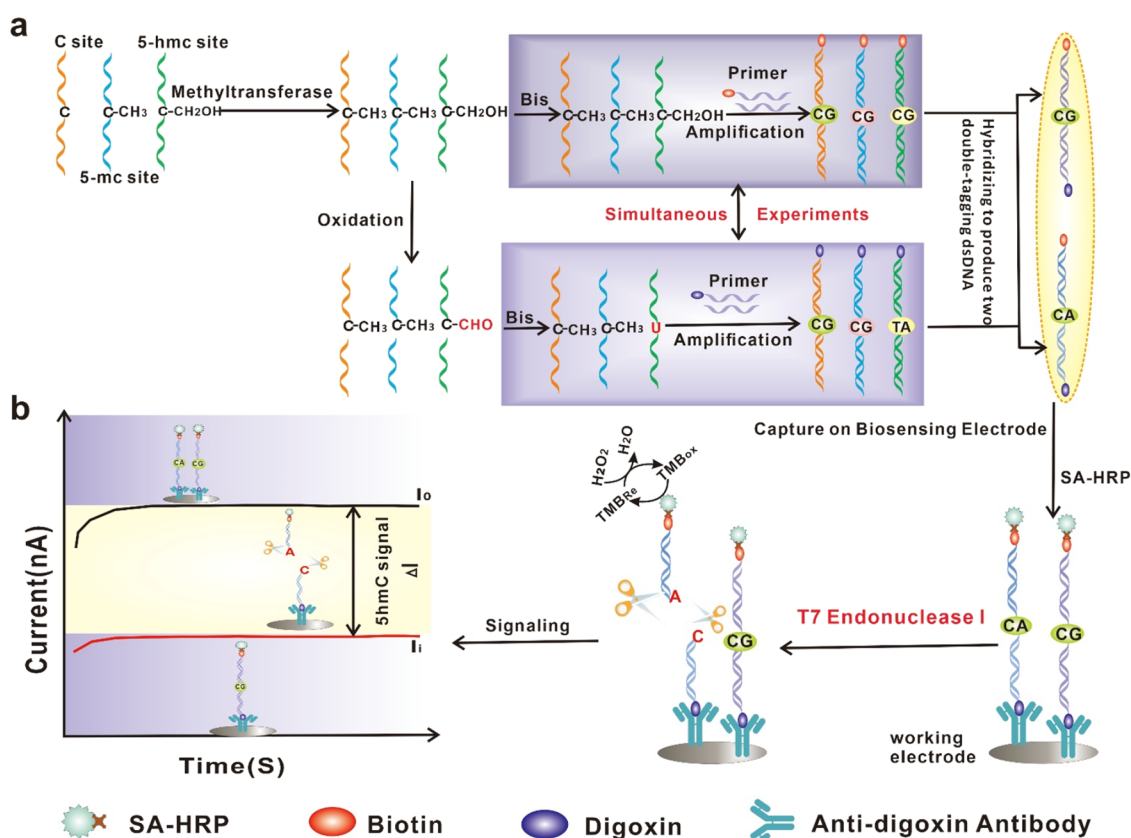 a
C site
5-hmc site
C
C-CH3
C-CH2OH
5-mc site
Methyltransferase
C-CH3
C-CH3
C-CH2OH
Bis
C-CH3
C-CH3
C-CH2OH
Primer
Amplification
CG
CG
CG
Hybridizing to produce two
double-tagging dsDNA
CG
CA
Oxidation
Simultaneous
Experiments
C-CH3
C-CH3
C-CHO
Bis
C-CH3
C-CH3
U
Primer
Amplification
CG
CG
TA
Capture on Biosensing Electrode
SA-HRP
b
Current(nA)
Time(S)
CA
CG
I0
A
C
5hmC signal
ΔI
Ii
CG
Signaling
H2O2
H2O
TMBRe
TMBox
A
C
CG
T7 Endonuclease I
CA
CG
working
electrode
SA-HRP
Biotin
Digoxin
Anti-digoxin Antibody